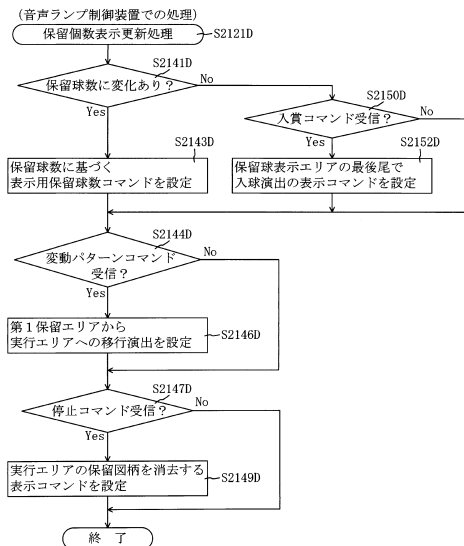 (音声ランプ制御装置での処理)
保留個数表示更新処理
S2121D
S2141D
保留球数に変化あり?
No
Yes
S2150D
入賞コマンド受信?
No
Yes
S2143D
保留球数に基づく
表示用保留球数コマンドを設定
S2152D
保留球表示エリアの最後尾で
入球演出の表示コマンドを設定
S2144D
変動パターンコマンド
受信?
No
Yes
第1保留エリアから
実行エリアへの移行演出を設定
S2146D
S2147D
停止コマンド受信?
No
Yes
実行エリアの保留図柄を消去する
表示コマンドを設定
S2149D
終 了